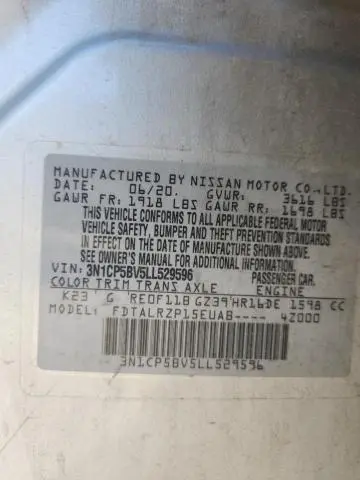 MANUFACTURED BY NISSAN MOTOR CO.,LTD.
DATE: 06/20. GVWR: 3616 LBS
GAWR FR: 1918 LBS GAWR RR: 1698 LBS
THIS VEHICLE CONFORMS TO ALL APPLICABLE FEDERAL MOTOR
VEHICLE SAFETY, BUMPER AND THEFT PREVENTION STANDARDS
IN EFFECT ON THE DATE OF MANUFACTURE SHOWN ABOVE.
SEE OWNER'S MANUAL FOR ADDITIONAL INFORMATION
VIN: 3N1CP5BV5LL529596 PASSENGER CAR.
COLOR TRIM TRANS AXLE ENGINE
K23 G RE0F11B GZ39 HR16DE 1598 CC
MODEL: FDTALRZP15EUAB---- 4Z000
3N1CP5BV5LL529596